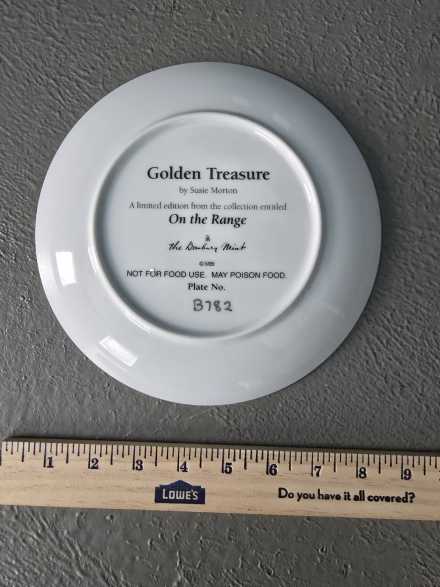 Golden Treasure
by Susie Morton
A limited edition from the collection entitled
On the Range
The Danbury Mint
© MBI
NOT FOR FOOD USE. MAY POISON FOOD.
Plate No.
B782
1 2 3 4 5 6 7 8 9
LOWE'S
Do you have it all covered?